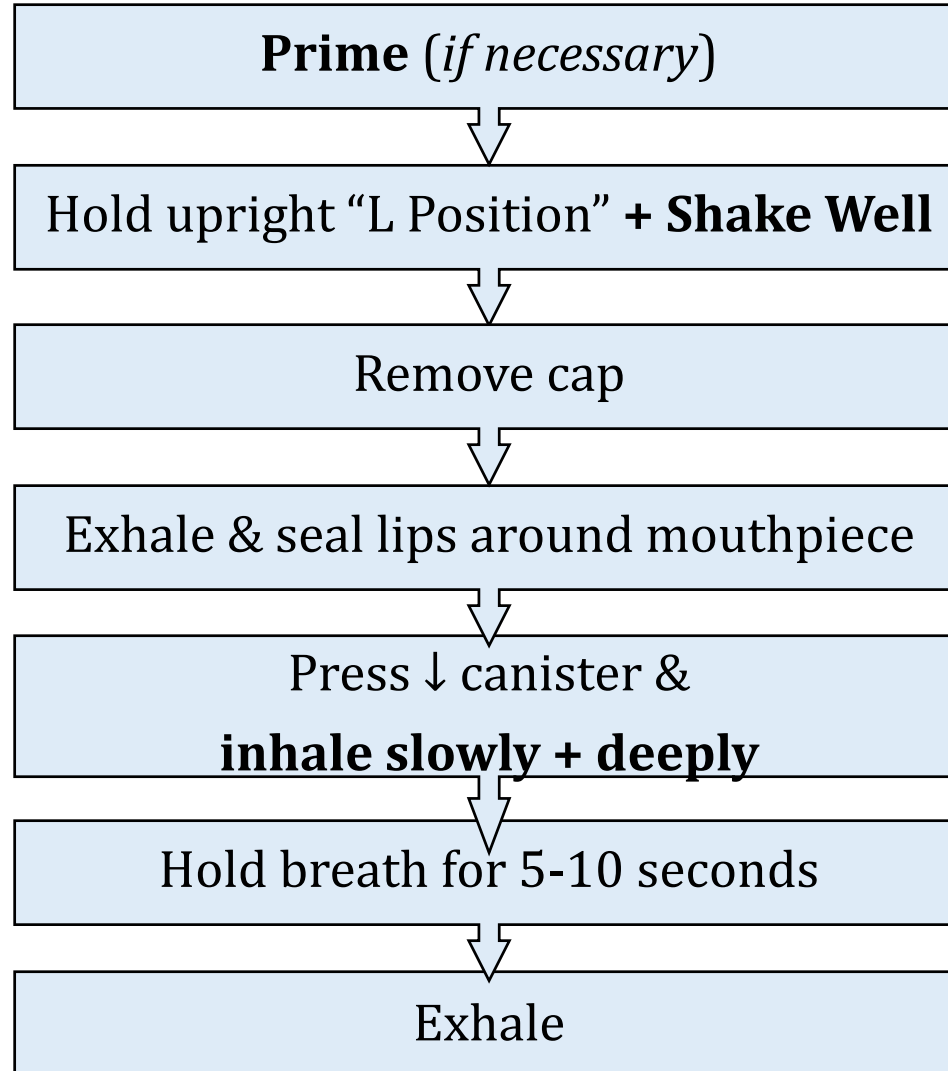 Prime (if necessary)
Hold upright “L Position” + Shake Well
Remove cap
Exhale & seal lips around mouthpiece
Press ↓ canister &
inhale slowly + deeply
Hold breath for 5-10 seconds
Exhale